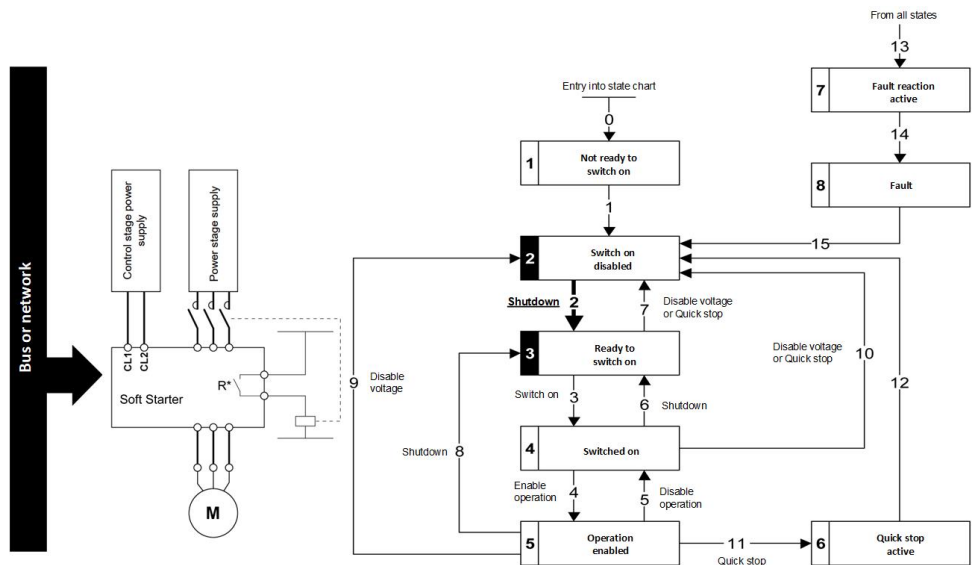 Bus or network
Control stage power
supply
Power stage supply
CL1
CL2
R*
Soft Starter
M
From all states
13
7
Fault reaction
active
14
8
Fault
15
Entry into state chart
0
1
Not ready to
switch on
1
2
Switch on
disabled
Shutdown
2
7
Disable voltage
or Quick stop
3
Ready to
switch on
Switch on
3
6
Shutdown
4
Switched on
Enable
operation
4
5
Disable
operation
5
Operation
enabled
9
Disable
voltage
Shutdown
8
Disable voltage
or Quick stop
10
12
11
Quick stop
6
Quick stop
active